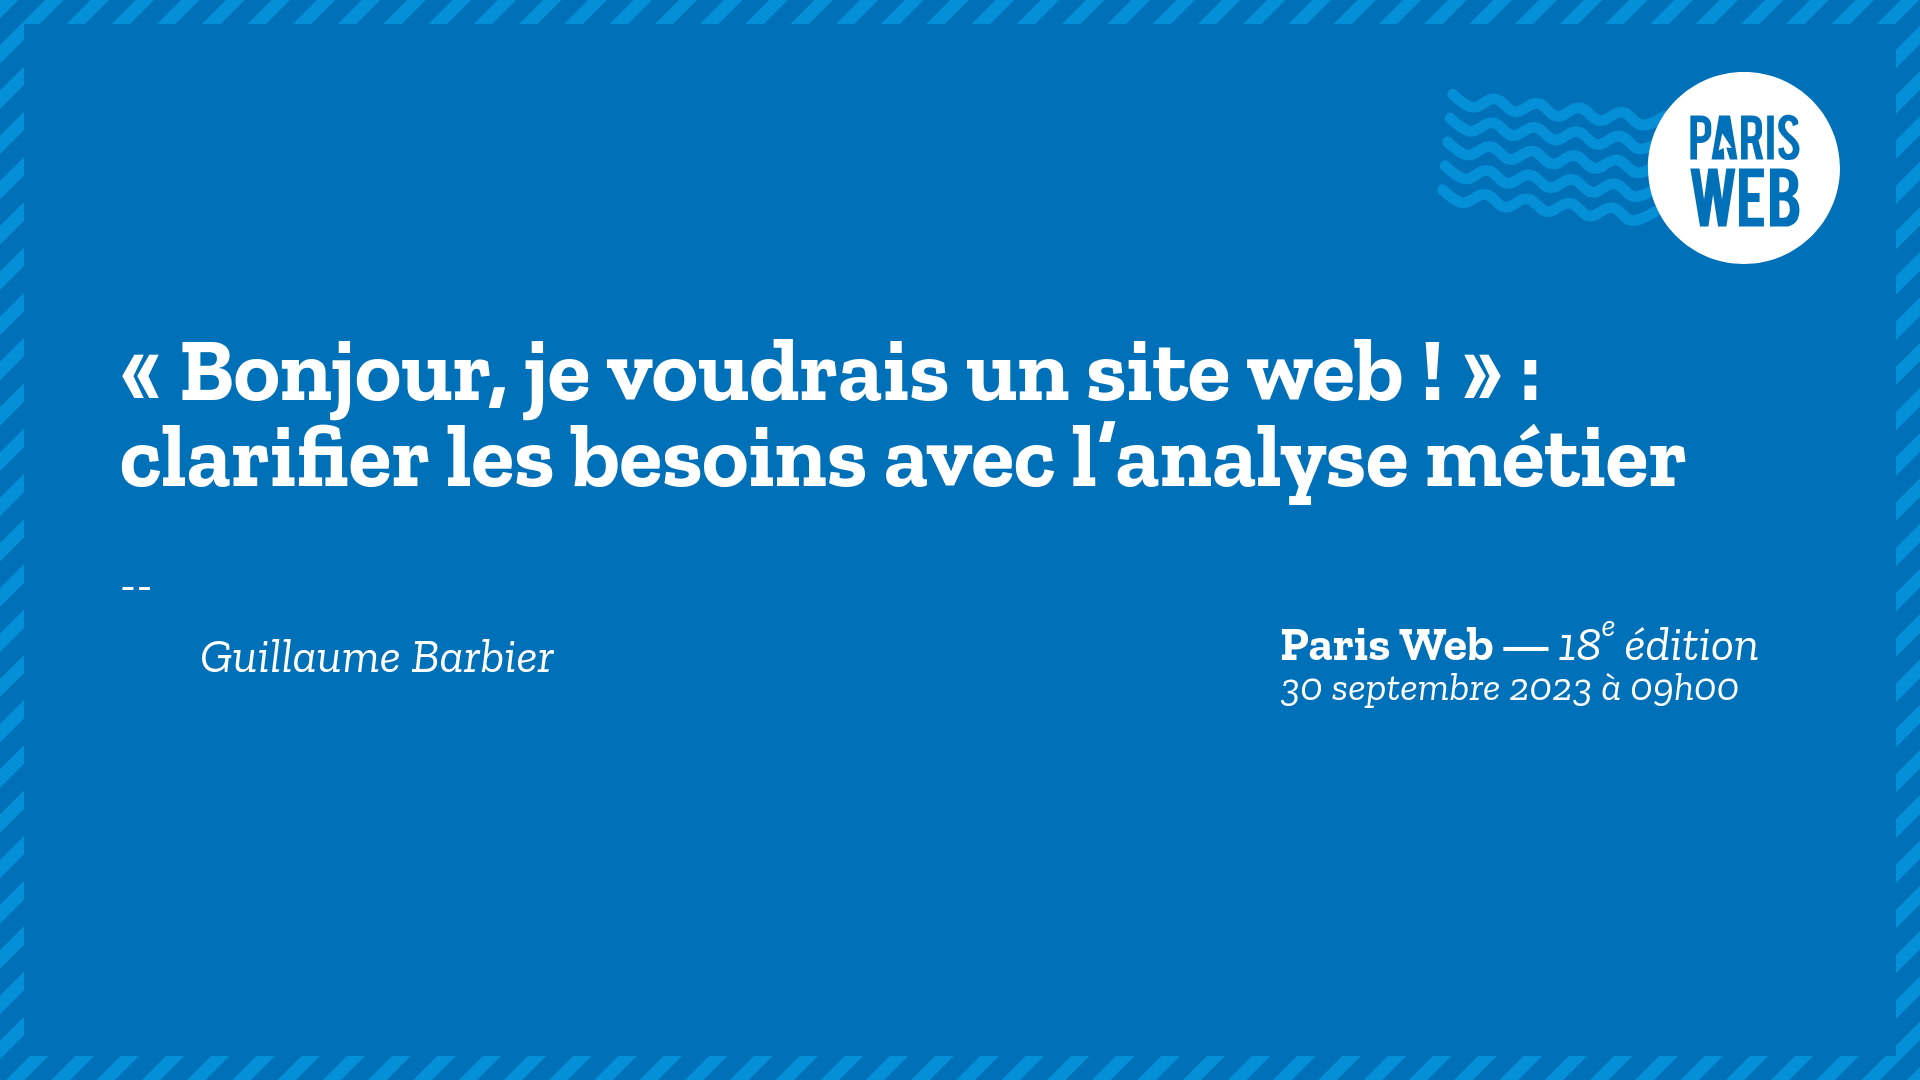 PARIS
WEB
« Bonjour, je voudrais un site web ! » :
clarifier les besoins avec l’analyse métier
--
Guillaume Barbier
Paris Web — 18e édition
30 septembre 2023 à 09h00